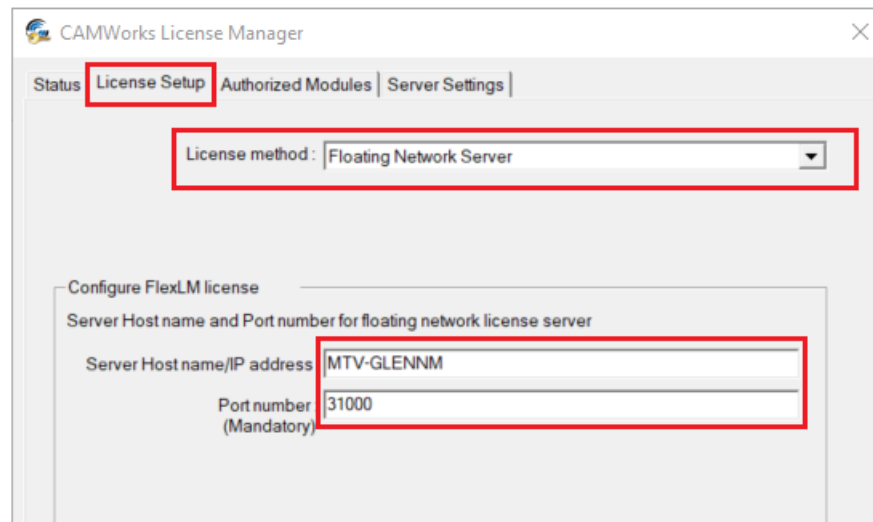 CAMWorks License Manager
Status License Setup Authorized Modules Server Settings
License method : Floating Network Server
Configure FlexLM license
Server Host name and Port number for floating network license server
Server Host name/IP address MTV-GLENNM
Port number : 31000
(Mandatory)